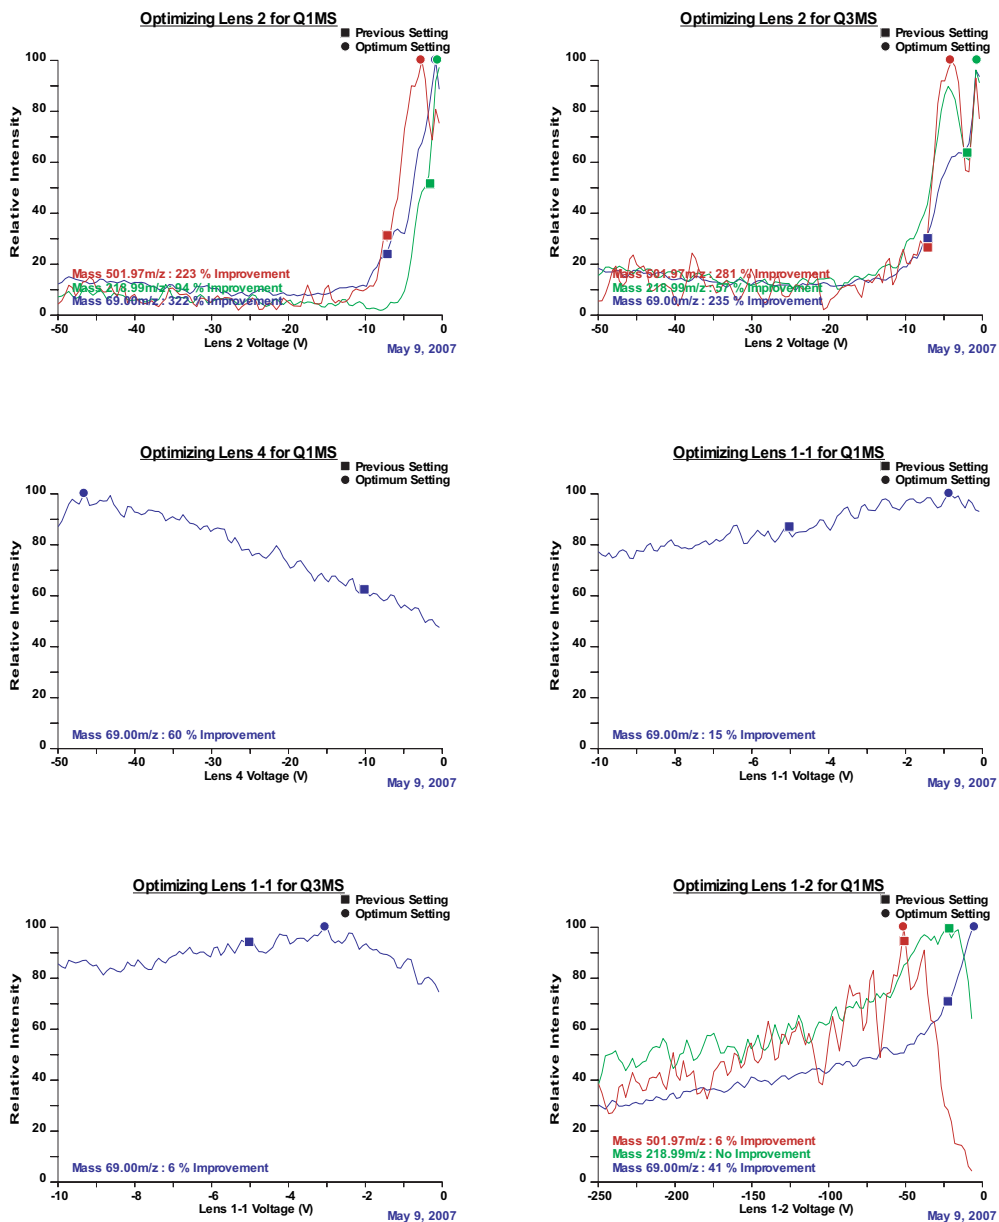 Optimizing Lens 2 for Q1MS
Previous Setting
Optimum Setting
Relative Intensity
100
80
60
40
20
0
Mass 501.97m/z : 223 % Improvement
Mass 218.99m/z : 94 % Improvement
Mass 69.00m/z : 322 % Improvement
-50 -40 -30 -20 -10 0
Lens 2 Voltage (V)
May 9, 2007
Optimizing Lens 2 for Q3MS
Previous Setting
Optimum Setting
Relative Intensity
100
80
60
40
20
0
Mass 501.97m/z : 281 % Improvement
Mass 218.99m/z : 57 % Improvement
Mass 69.00m/z : 235 % Improvement
-50 -40 -30 -20 -10 0
Lens 2 Voltage (V)
May 9, 2007
Optimizing Lens 4 for Q1MS
Previous Setting
Optimum Setting
Relative Intensity
100
80
60
40
20
0
Mass 69.00m/z : 60 % Improvement
-50 -40 -30 -20 -10 0
Lens 4 Voltage (V)
May 9, 2007
Optimizing Lens 1-1 for Q1MS
Previous Setting
Optimum Setting
Relative Intensity
100
80
60
40
20
0
Mass 69.00m/z : 15 % Improvement
-10 -8 -6 -4 -2 0
Lens 1-1 Voltage (V)
May 9, 2007
Optimizing Lens 1-1 for Q3MS
Previous Setting
Optimum Setting
Relative Intensity
100
80
60
40
20
0
Mass 69.00m/z : 6 % Improvement
-10 -8 -6 -4 -2 0
Lens 1-1 Voltage (V)
May 9, 2007
Optimizing Lens 1-2 for Q1MS
Previous Setting
Optimum Setting
Relative Intensity
100
80
60
40
20
0
Mass 501.97m/z : 6 % Improvement
Mass 218.99m/z : No Improvement
Mass 69.00m/z : 41 % Improvement
-250 -200 -150 -100 -50 0
Lens 1-2 Voltage (V)
May 9, 2007